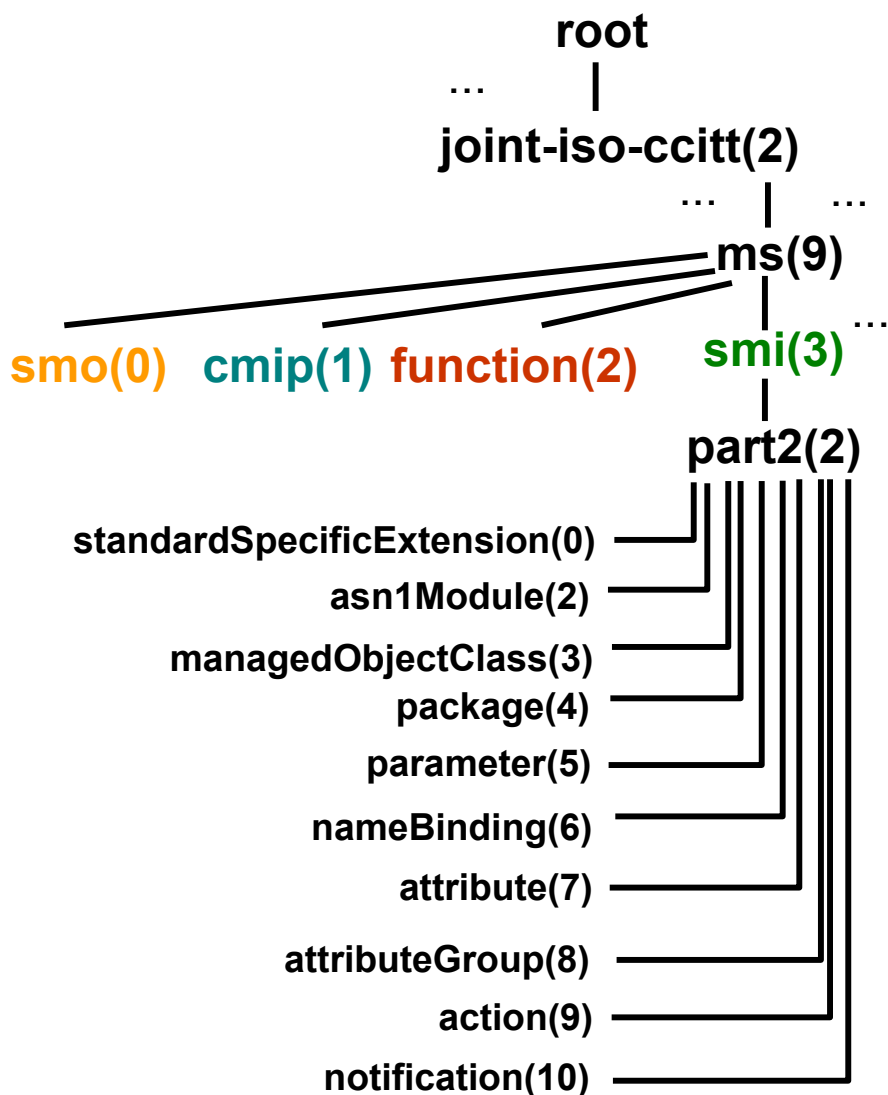 root
...
joint-iso-ccitt(2)
... ...
ms(9)
...
smo(0) cmip(1) function(2) smi(3)
part2(2)
standardSpecificExtension(0)
asn1Module(2)
managedObjectClass(3)
package(4)
parameter(5)
nameBinding(6)
attribute(7)
attributeGroup(8)
action(9)
notification(10)